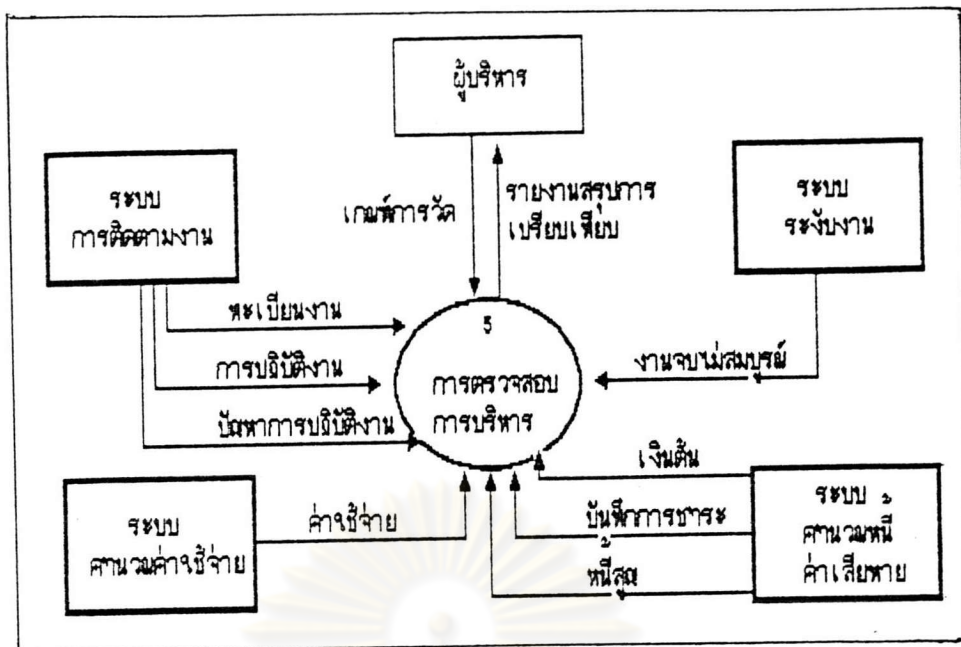 ผู้บริหาร
ระบบ
การติดตามงาน
เกณฑ์การวัด
รายงานสรุปการ
เปรียบเทียบ
ระบบ
ระงับงาน
ทะเบียนงาน
การปฏิบัติงาน
ปัญหาการปฏิบัติงาน
5
การตรวจสอบ
การบริหาร
งานจบไม่สมบูรณ์
เงินต้น
บันทึกการชำระ
หนี้สูญ
ระบบ
คำนวณหนี้
ค่าเสียหาย
ค่าใช้จ่าย
ระบบ
คำนวณค่าใช้จ่าย